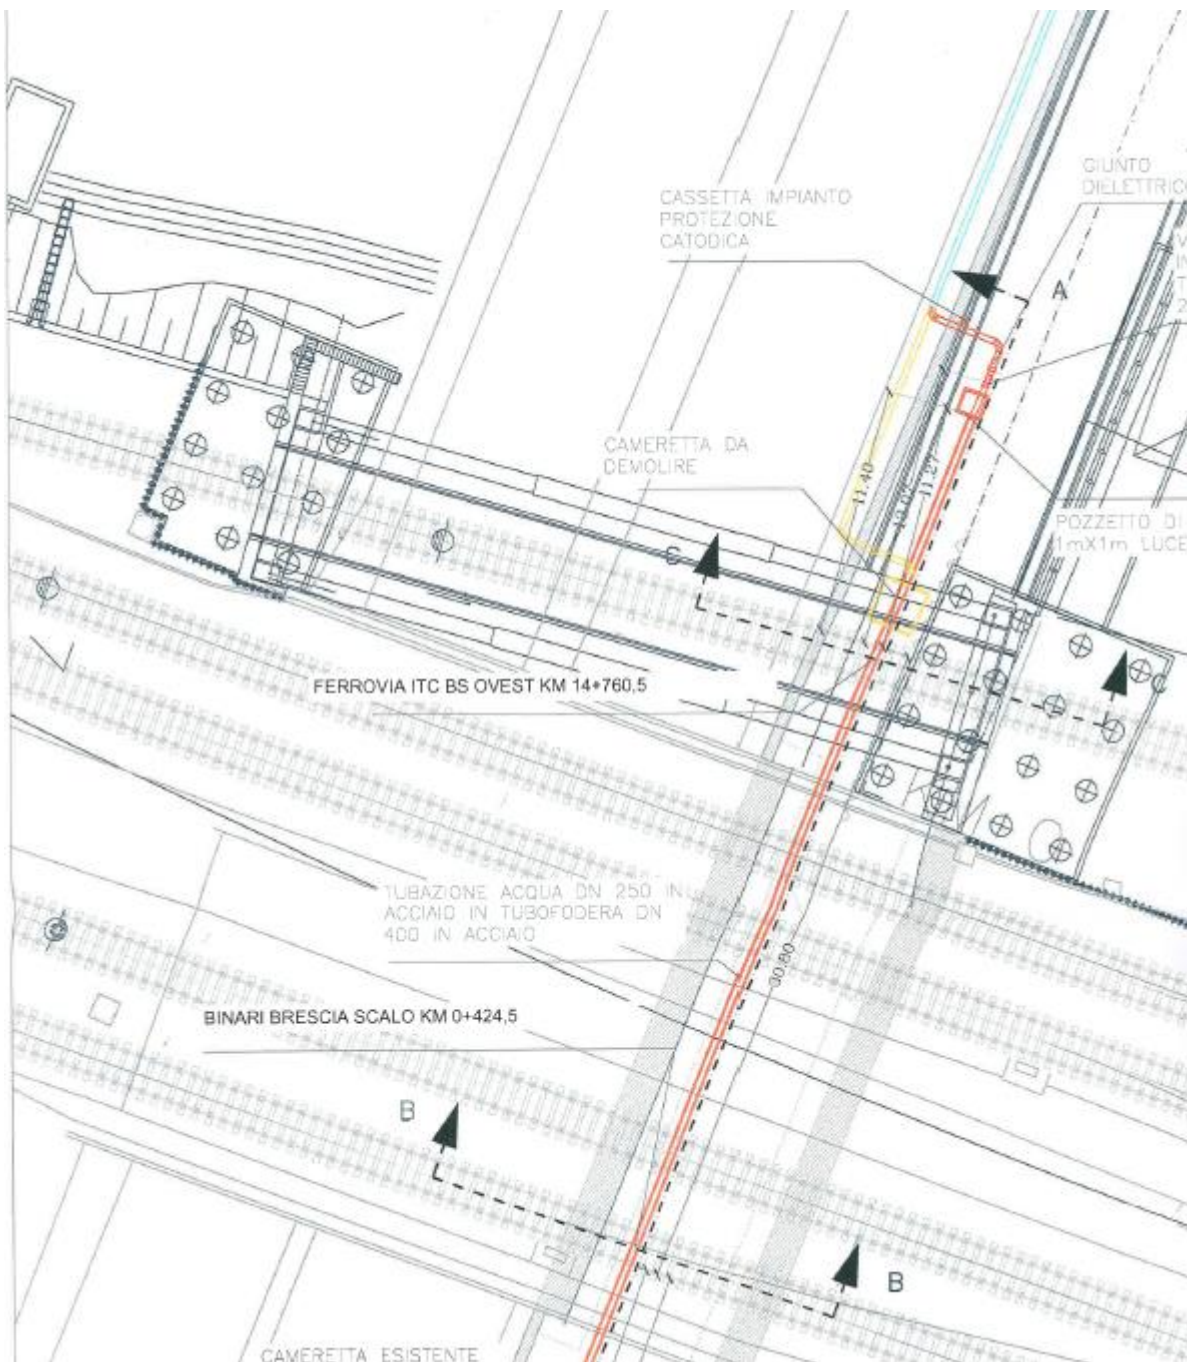 GIUNTO
DIELETTRICO
CASSETTA IMPIANTO
PROTEZIONE
CATODICA
V
IN
T
2
A
CAMERETTA DA
DEMOLIRE
11.40
11.27
POZZETTO DI
1mX1m LUCE
C
C
FERROVIA ITC BS OVEST KM 14+760,5
TUBAZIONE ACQUA DN 250 IN
ACCIAIO IN TUBOFODERA DN
400 IN ACCIAIO
30.80
BINARI BRESCIA SCALO KM 0+424,5
B
B
CAMERETTA ESISTENTE